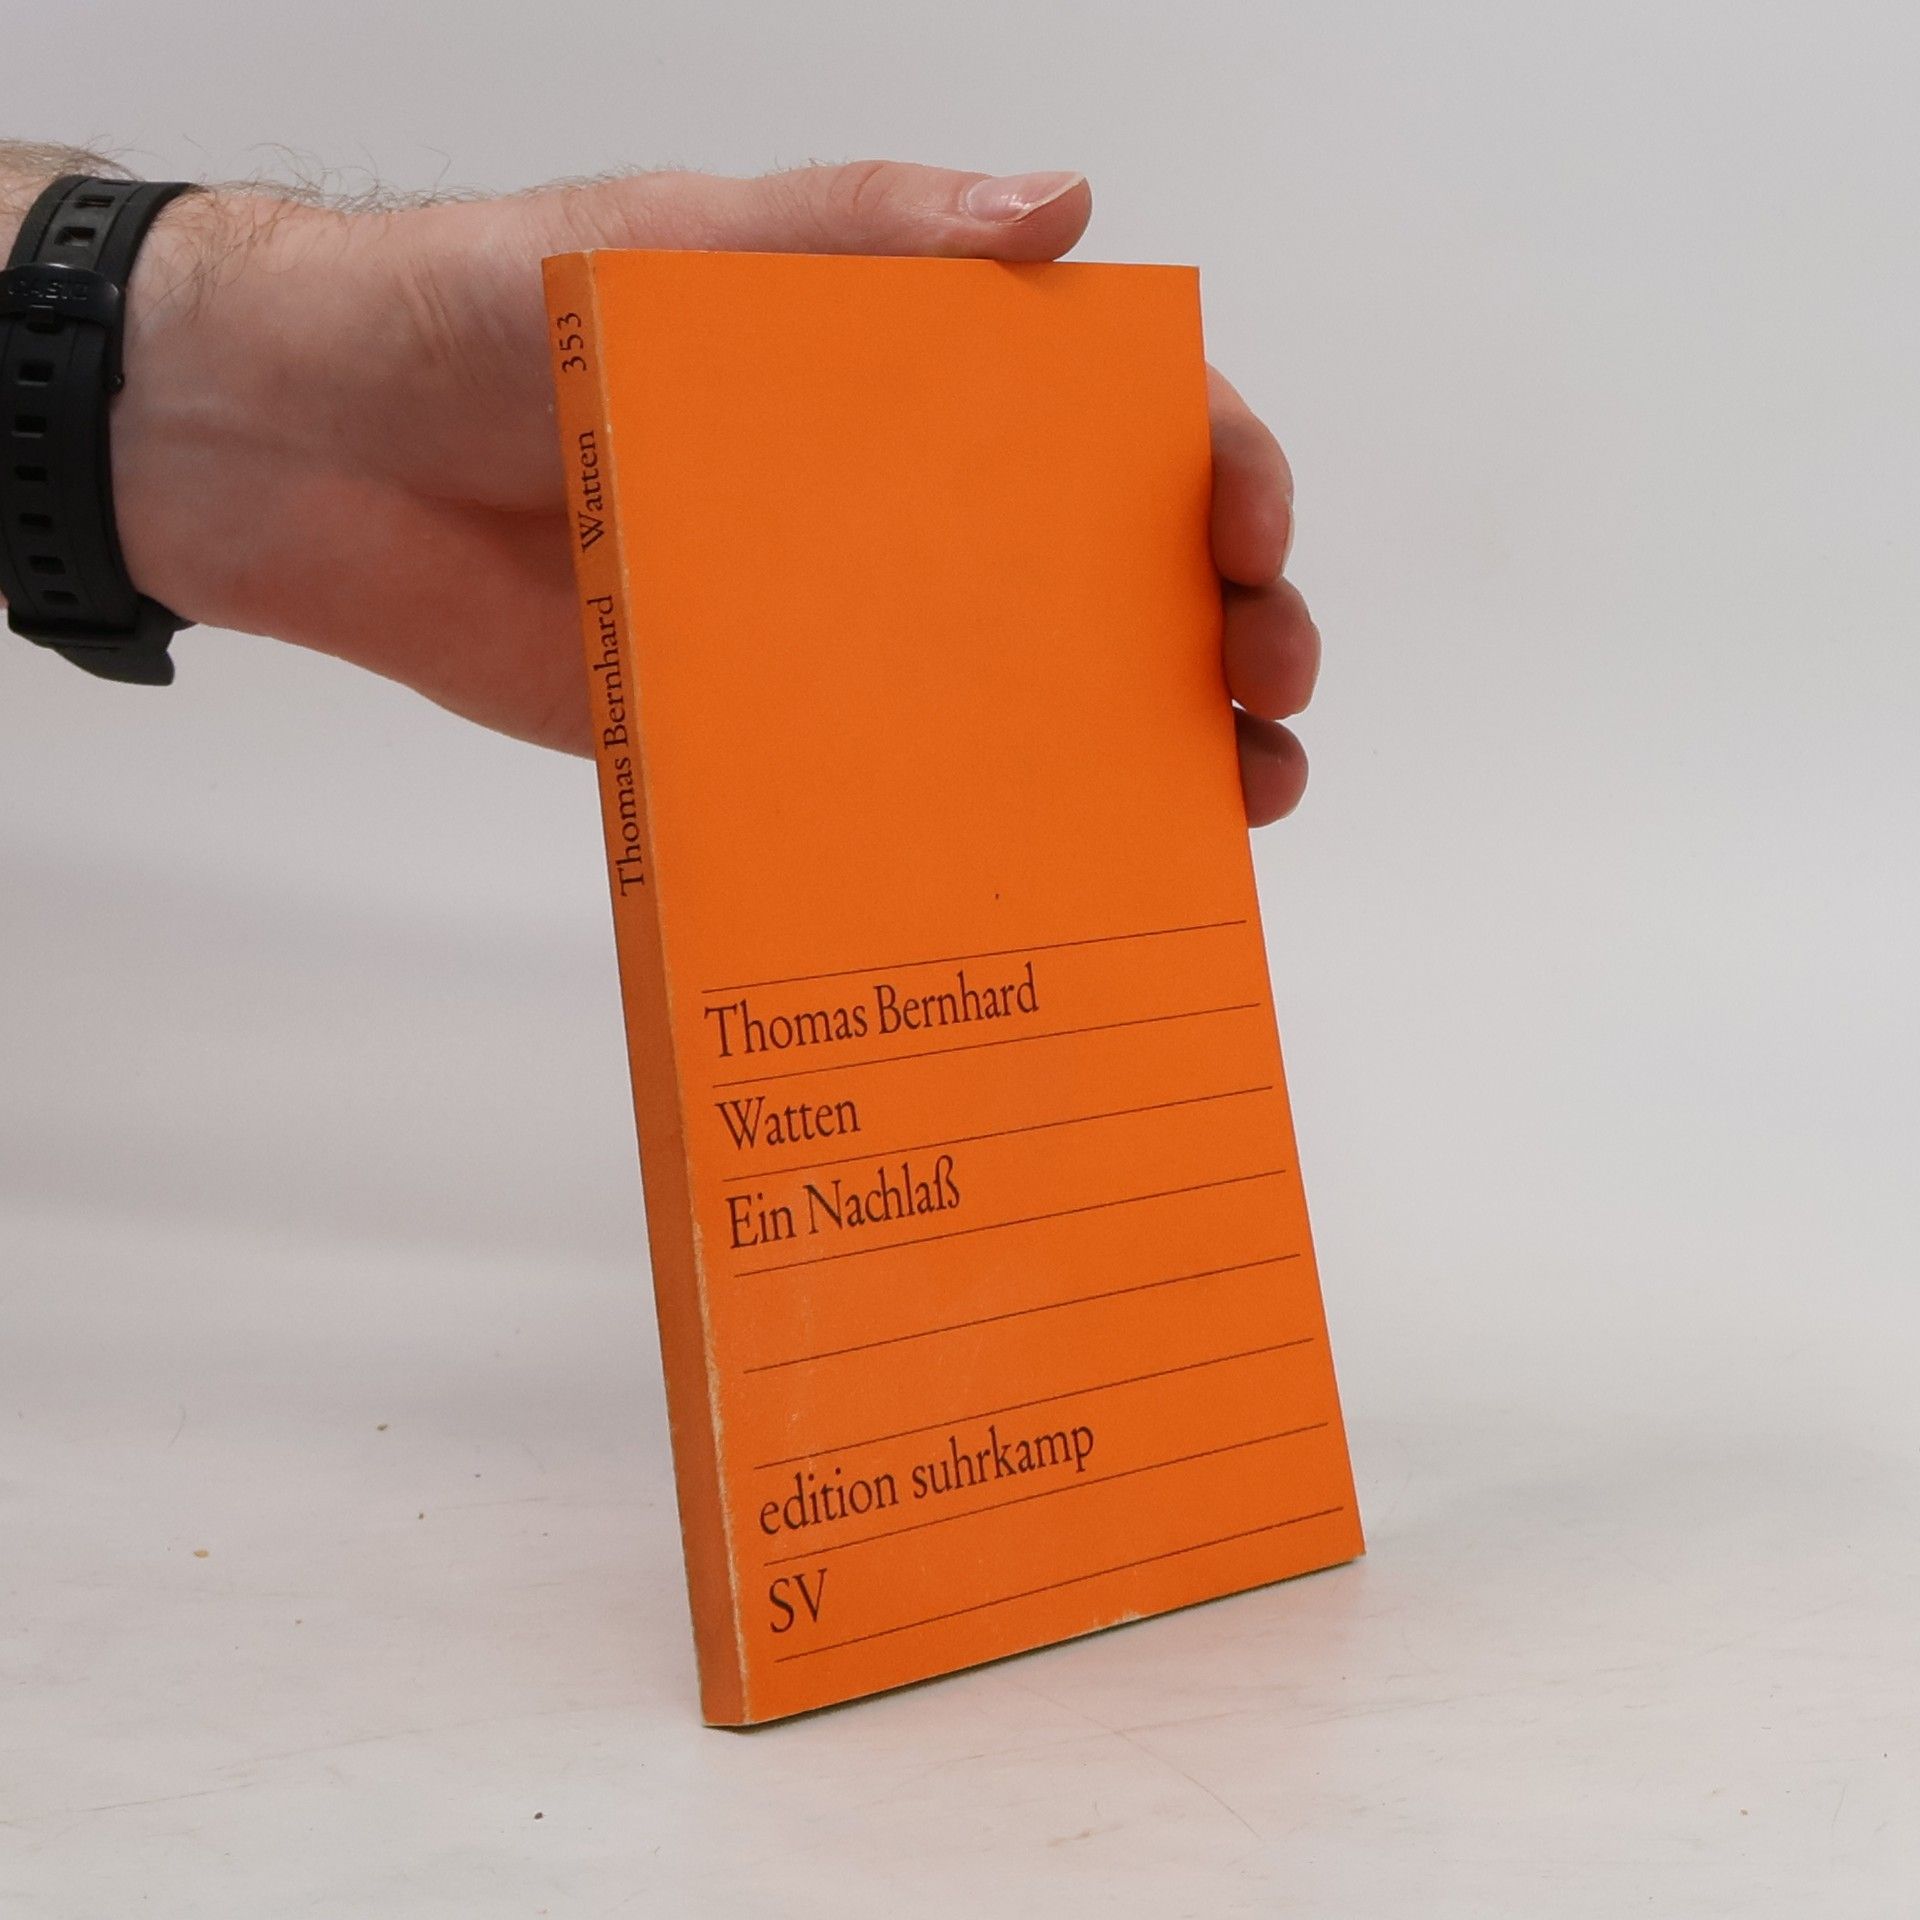 Thomas Bernhard Watten 353
Thomas Bernhard
Watten
Ein Nachlaß
edition suhrkamp
SV
CASIO